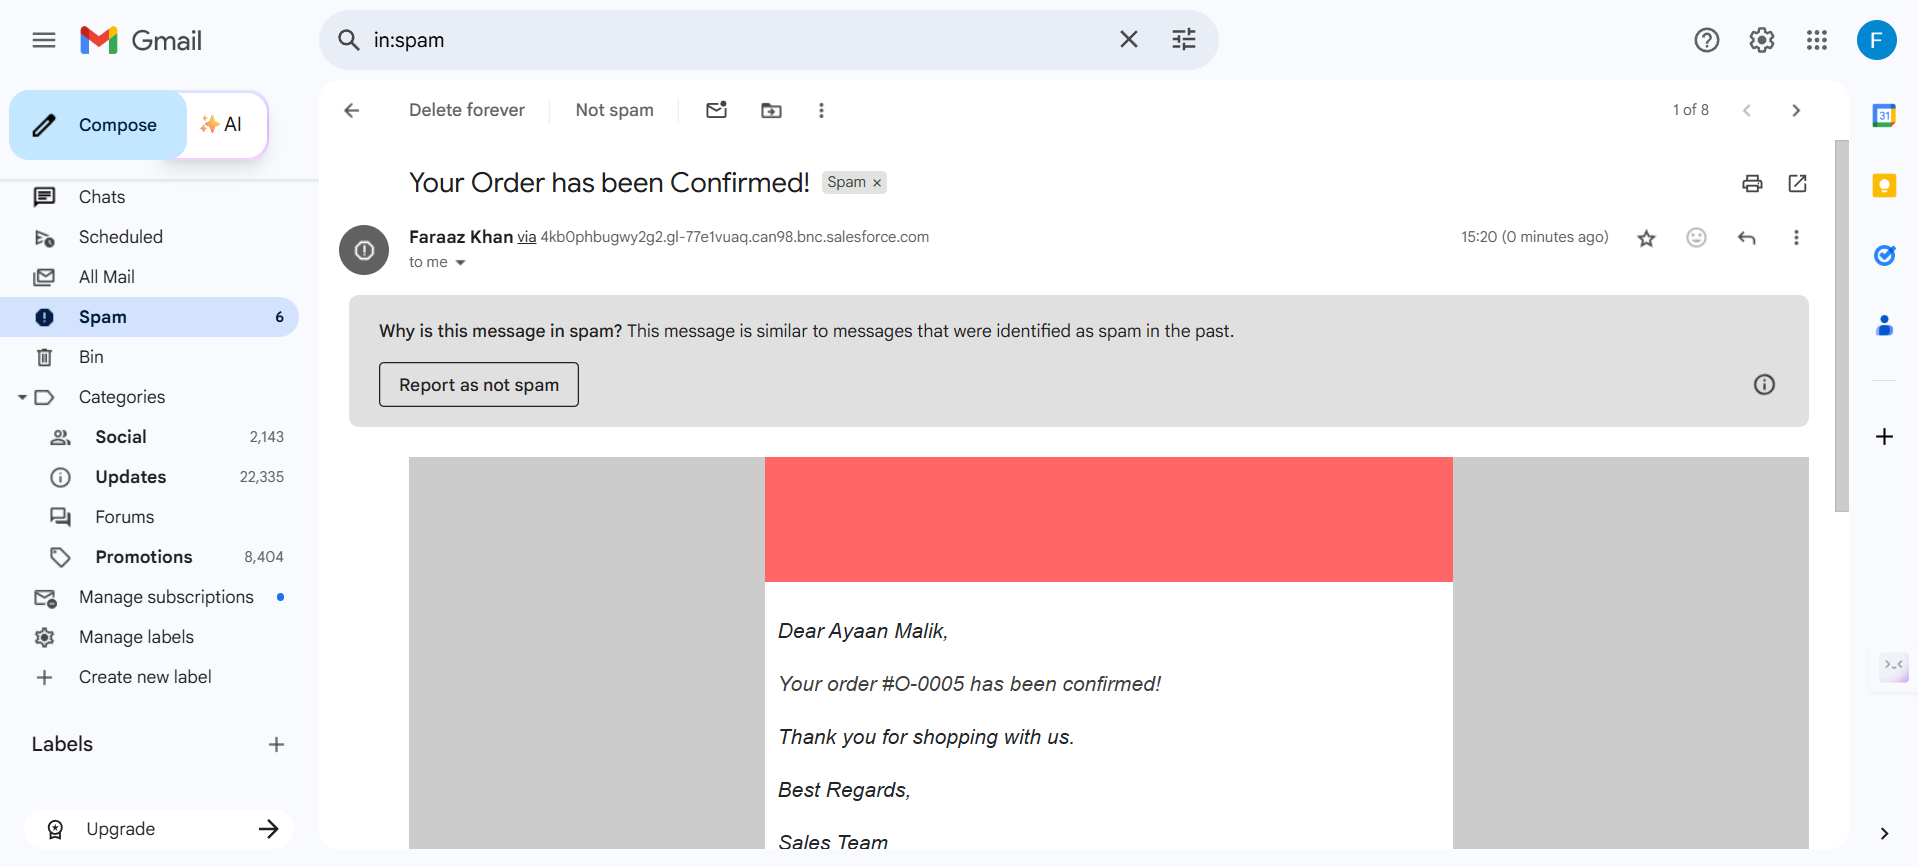 Gmail
in:spam
F
Compose
AI
Delete forever
Not spam
1 of 8
31
Your Order has been Confirmed!
Spam ×
Chats
Scheduled
All Mail
Spam 6
Bin
Categories
Social 2,143
Updates 22,335
Forums
Promotions 8,404
Manage subscriptions
Manage labels
Create new label
Labels
Upgrade
Faraaz Khan via 4kb0phbugwy2g2.gl-77e1vuaq.can98.bnc.salesforce.com
15:20 (0 minutes ago)
to me
Why is this message in spam? This message is similar to messages that were identified as spam in the past.
Report as not spam
Dear Ayaan Malik,
Your order #O-0005 has been confirmed!
Thank you for shopping with us.
Best Regards,
Sales Team